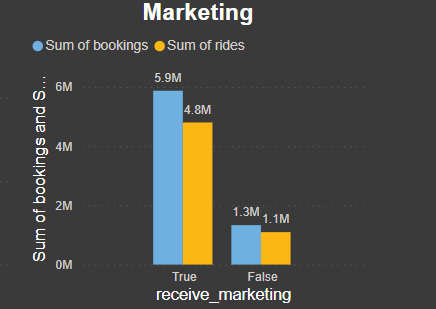 Marketing
Sum of bookings Sum of rides
Sum of bookings and S...
6M
4M
2M
0M
5.9M
4.8M
1.3M
1.1M
True False
receive_marketing